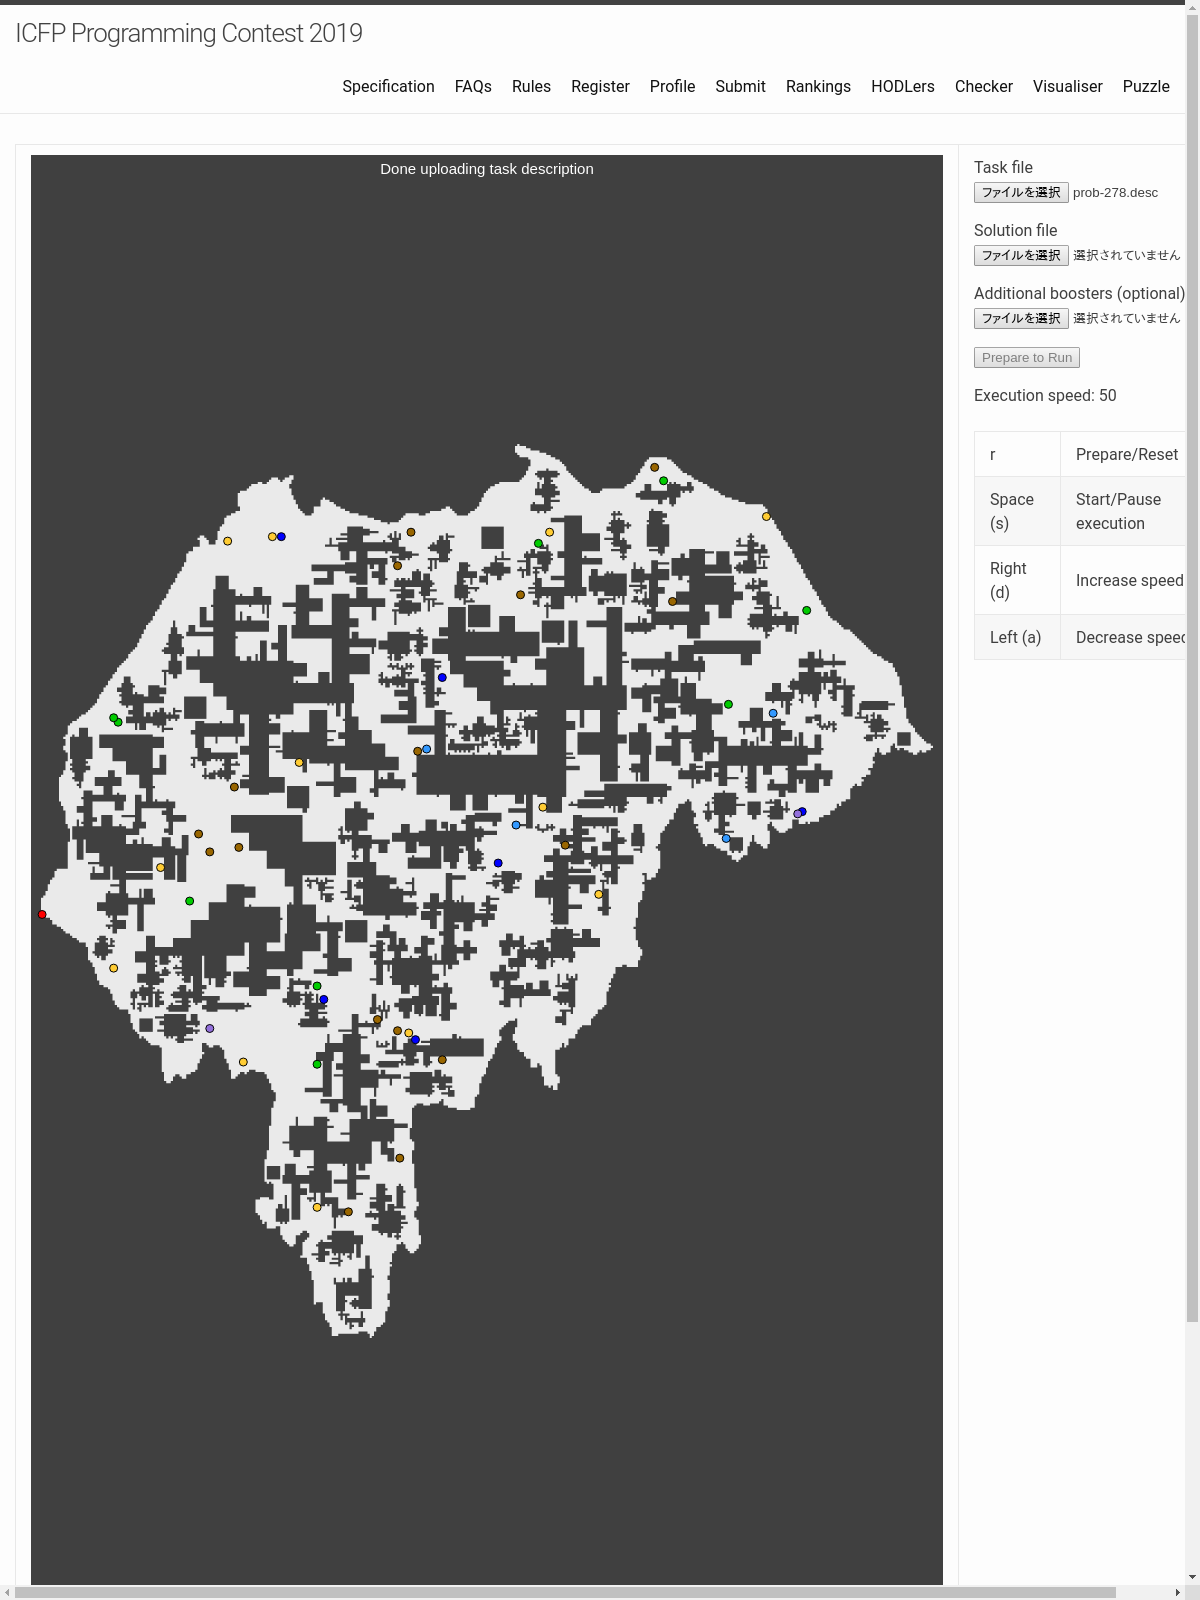 ICFP Programming Contest 2019
Specification FAQs Rules Register Profile Submit Rankings HODLers Checker Visualiser Puzzle
Done uploading task description
Task file
ファイルを選択 prob-278.desc
Solution file
ファイルを選択 選択されていません
Additional boosters (optional)
ファイルを選択 選択されていません
Prepare to Run
Execution speed: 50
r Prepare/Reset
Space (s) Start/Pause execution
Right (d) Increase speed
Left (a) Decrease speed